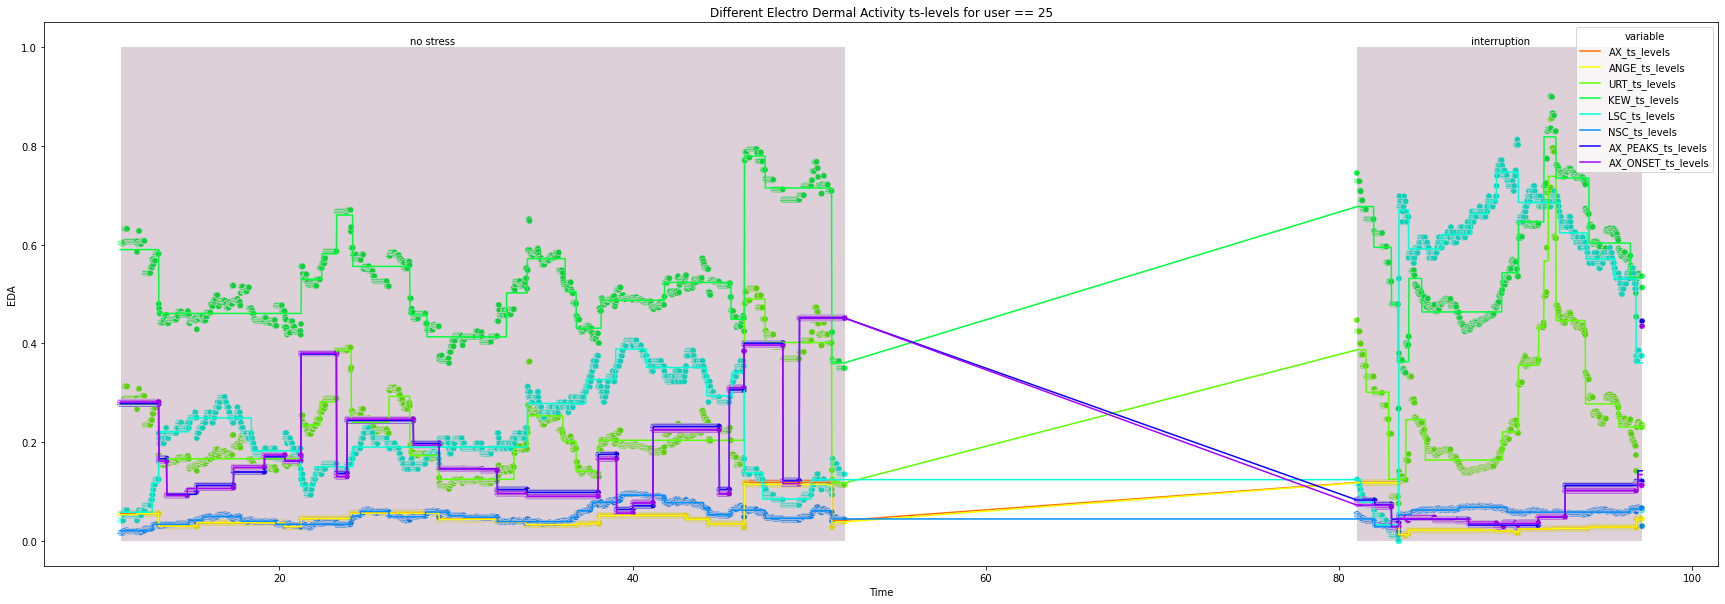 Different Electro Dermal Activity ts-levels for user == 25
no stress
interruption
variable
AX_ts_levels
ANGE_ts_levels
URT_ts_levels
KEW_ts_levels
LSC_ts_levels
NSC_ts_levels
AX_PEAKS_ts_levels
AX_ONSET_ts_levels
1.0
0.8
0.6
0.4
0.2
0.0
EDA
20 40 60 80 100
Time